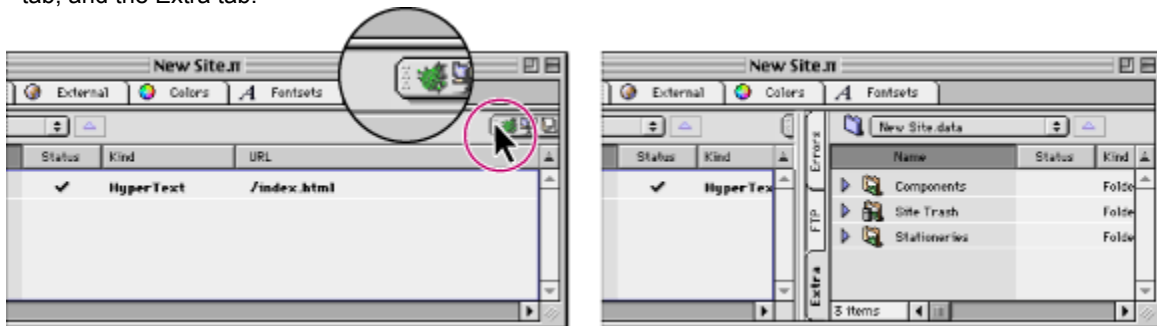 tab, and the Extra tab.
New Site.π
External Colors Fontsets
Status Kind URL
HyperText /index.html
New Site.π
External Colors Fontsets
New Site.data
Errors
FTP
Extra
Status Kind
HyperTex
Name Status Kind
Components Folde
Site Trash Folde
Stationeries Folde
3 items